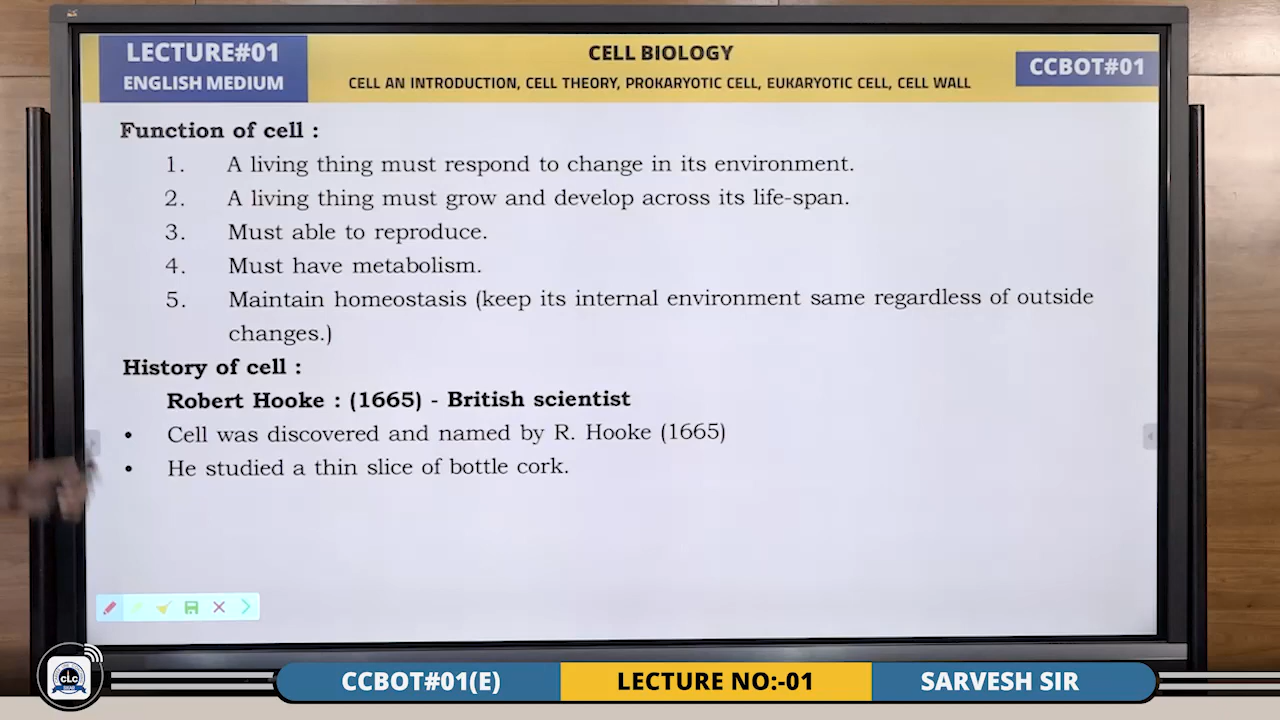 LECTURE#01
ENGLISH MEDIUM
CELL BIOLOGY
CELL AN INTRODUCTION, CELL THEORY, PROKARYOTIC CELL, EUKARYOTIC CELL, CELL WALL
CCBOT#01
Function of cell :
1. A living thing must respond to change in its environment.
2. A living thing must grow and develop across its life-span.
3. Must able to reproduce.
4. Must have metabolism.
5. Maintain homeostasis (keep its internal environment same regardless of outside
changes.)
History of cell :
Robert Hooke : (1665) - British scientist
• Cell was discovered and named by R. Hooke (1665)
• He studied a thin slice of bottle cork.
CLC
CCBOT#01(E)
LECTURE NO:-01
SARVESH SIR